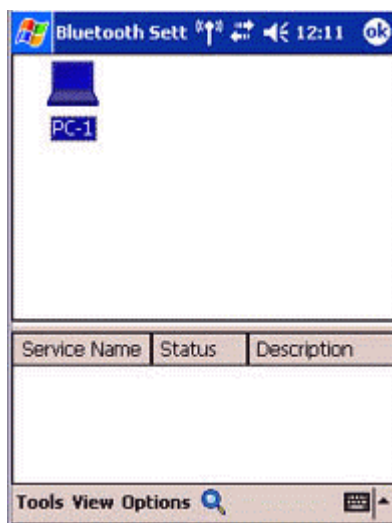 Bluetooth Sett 12:11 ok
PC-1
Service Name Status Description
Tools View Options